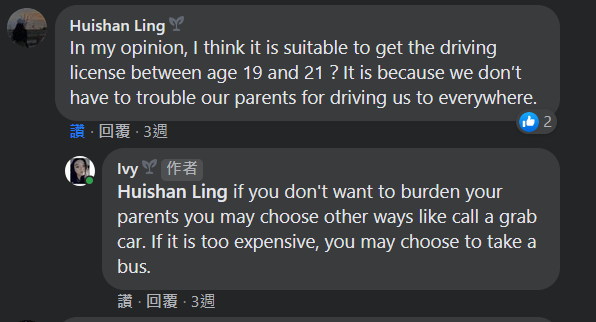 Huishan Ling
In my opinion, I think it is suitable to get the driving
license between age 19 and 21 ? It is because we don't
have to trouble our parents for driving us to everywhere.
2
讚 · 回覆 · 3週
Ivy 作者
Huishan Ling if you don't want to burden your
parents you may choose other ways like call a grab
car. If it is too expensive, you may choose to take a
bus.
讚 · 回覆 · 3週